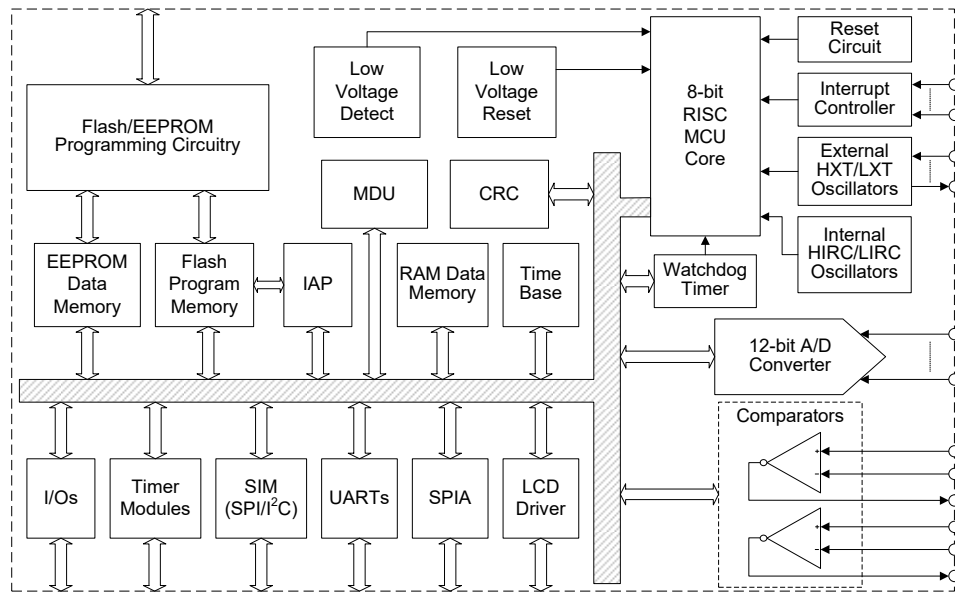 Flash/EEPROM
Programming Circuitry
Low
Voltage
Detect
Low
Voltage
Reset
8-bit
RISC
MCU
Core
Reset
Circuit
Interrupt
Controller
External
HXT/LXT
Oscillators
Internal
HIRC/LIRC
Oscillators
MDU
CRC
EEPROM
Data
Memory
Flash
Program
Memory
IAP
RAM Data
Memory
Time
Base
Watchdog
Timer
12-bit A/D
Converter
Comparators
+
−
+
−
I/Os
Timer
Modules
SIM
(SPI/I²C)
UARTs
SPIA
LCD
Driver